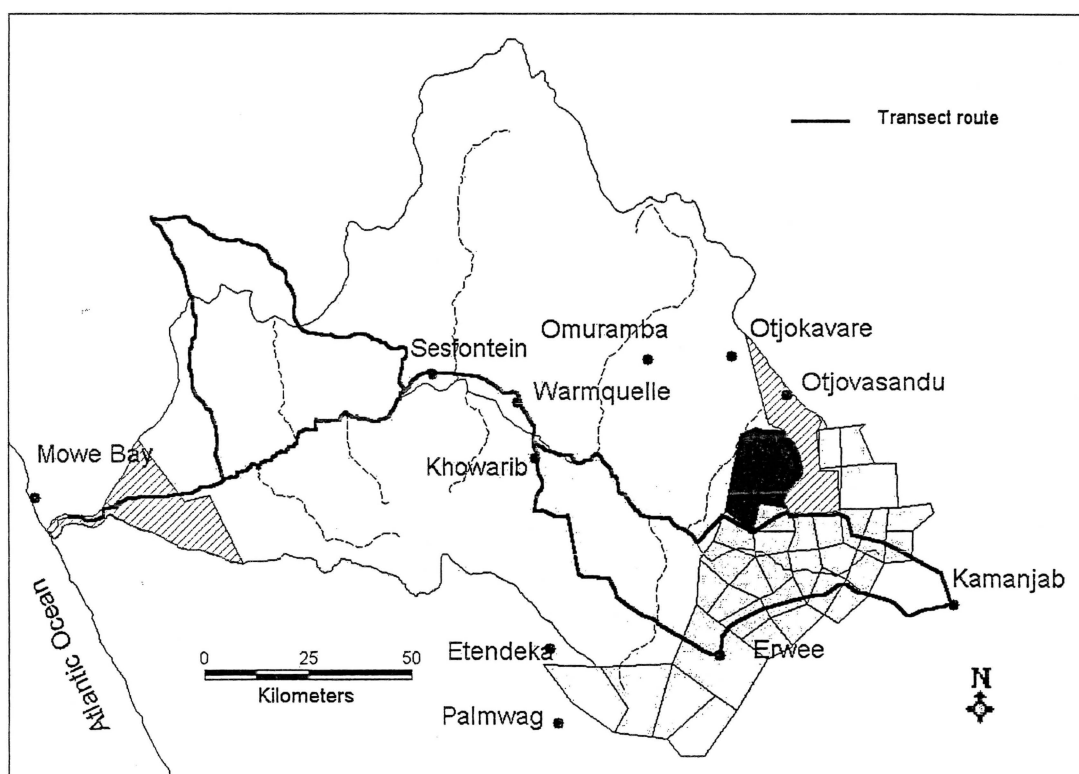 Transect route
Omuramba
Otjokavare
Sesfontein
Otjovasandu
Warmquelle
Mowe Bay
Khowarib
Kamanjab
Etendeka
Erwee
0 25 50
Kilometers
Palmwag
Atlantic Ocean
N